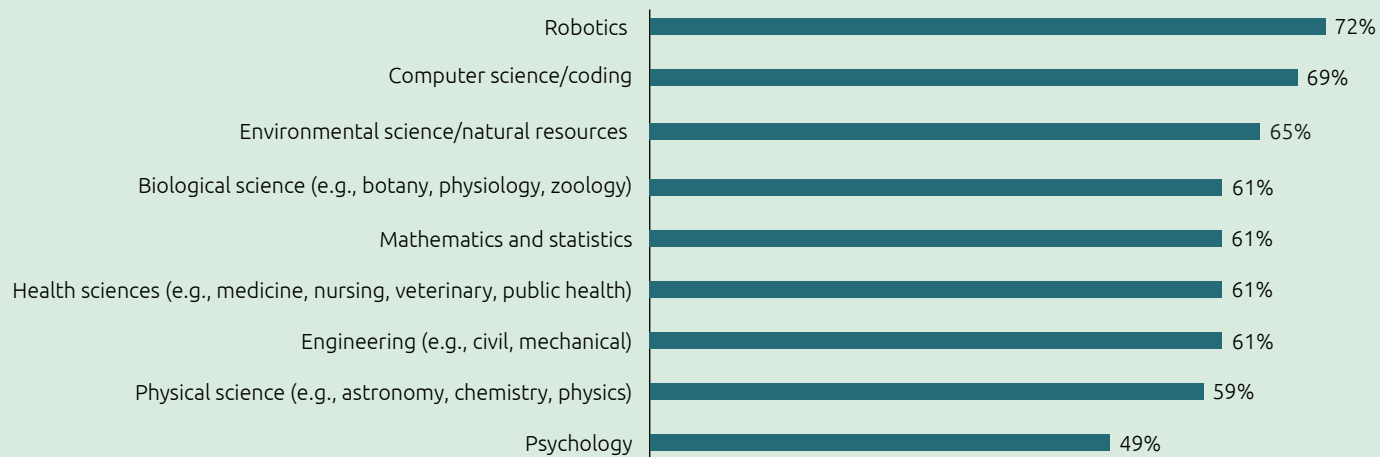 Robotics 72%
Computer science/coding 69%
Environmental science/natural resources 65%
Biological science (e.g., botany, physiology, zoology) 61%
Mathematics and statistics 61%
Health sciences (e.g., medicine, nursing, veterinary, public health) 61%
Engineering (e.g., civil, mechanical) 61%
Physical science (e.g., astronomy, chemistry, physics) 59%
Psychology 49%